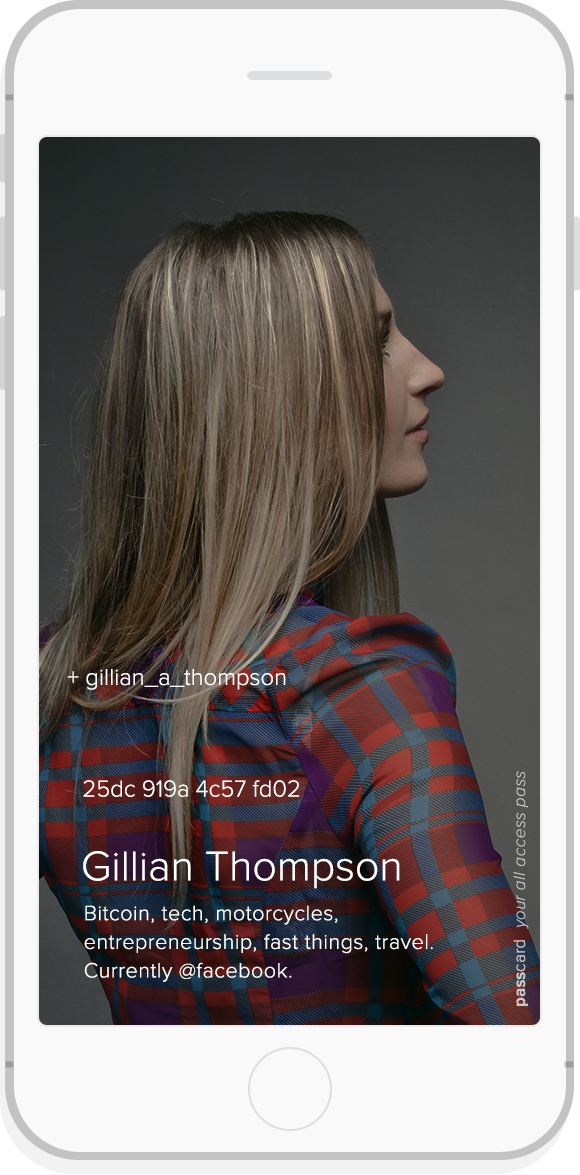 + gillian_a_thompson
25dc 919a 4c57 fd02
Gillian Thompson
Bitcoin, tech, motorcycles,
entrepreneurship, fast things, travel.
Currently @facebook.
passcard your all access pass